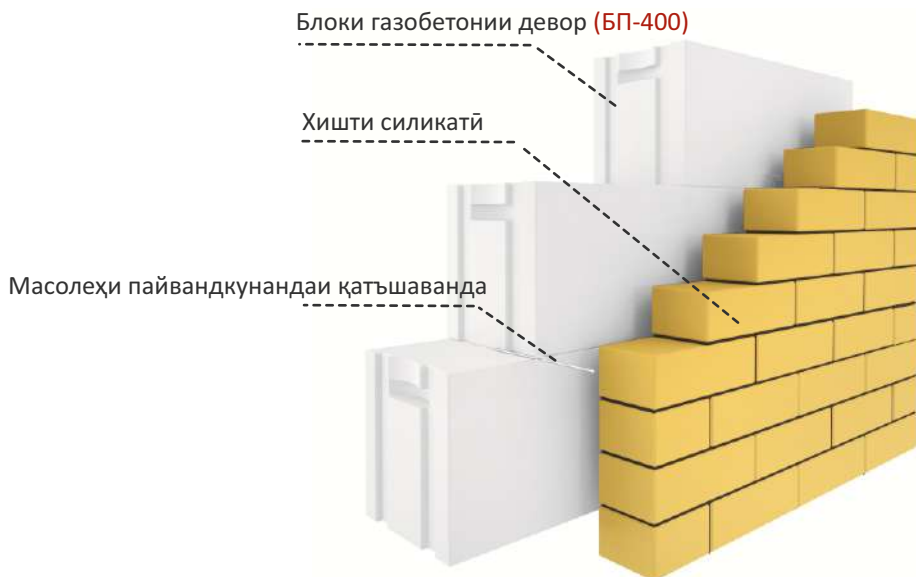 Блоки газобетонии девор (БП-400)
Хишти силикатӣ
Масолеҳи пайвандкунандаи қатъшаванда